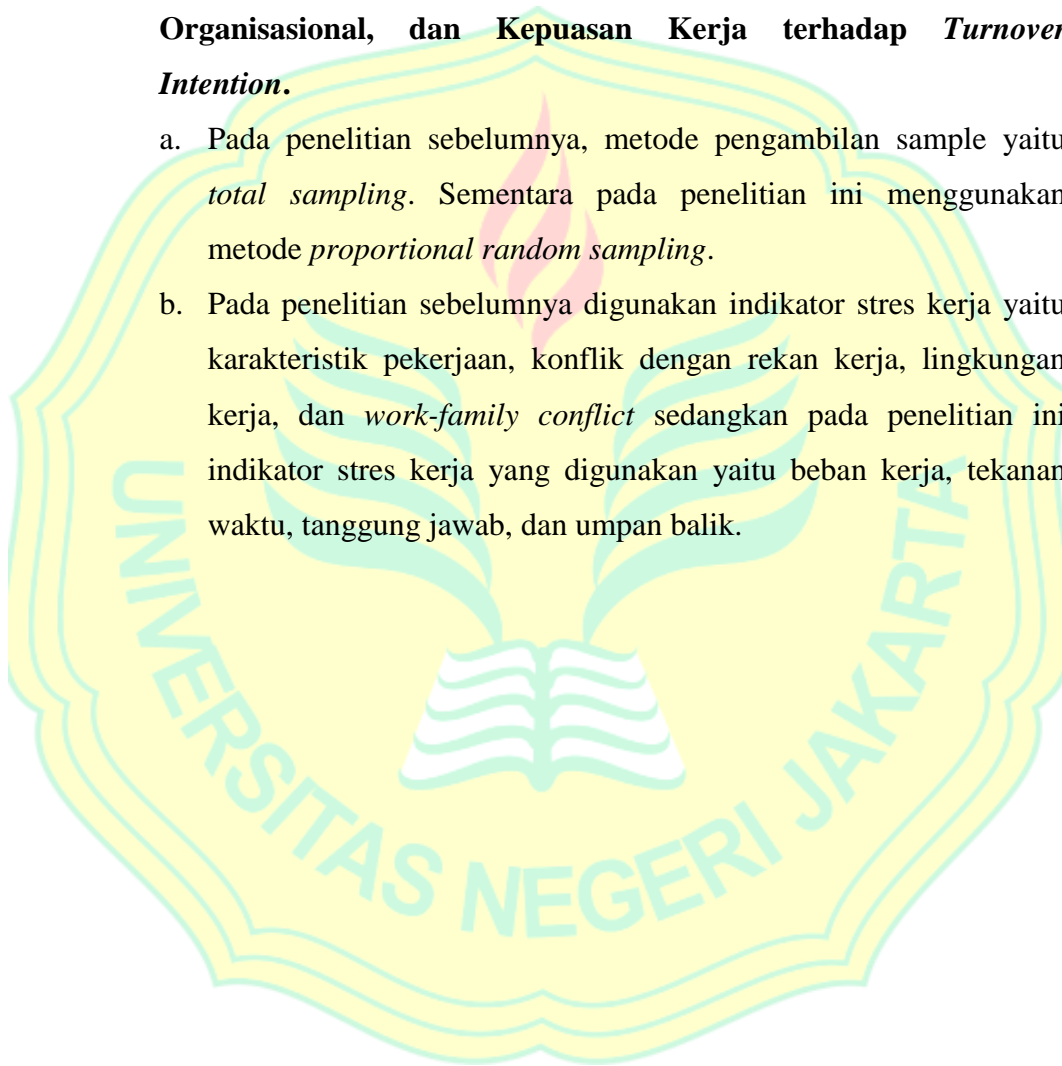 Organisasional, dan Kepuasan Kerja terhadap Turnover
Intention.
a. Pada penelitian sebelumnya, metode pengambilan sample yaitu
total sampling. Sementara pada penelitian ini menggunakan
metode proportional random sampling.
b. Pada penelitian sebelumnya digunakan indikator stres kerja yaitu
karakteristik pekerjaan, konflik dengan rekan kerja, lingkungan
kerja, dan work-family conflict sedangkan pada penelitian ini
indikator stres kerja yang digunakan yaitu beban kerja, tekanan
waktu, tanggung jawab, dan umpan balik.
UNIVERSITAS NEGERI JAKARTA